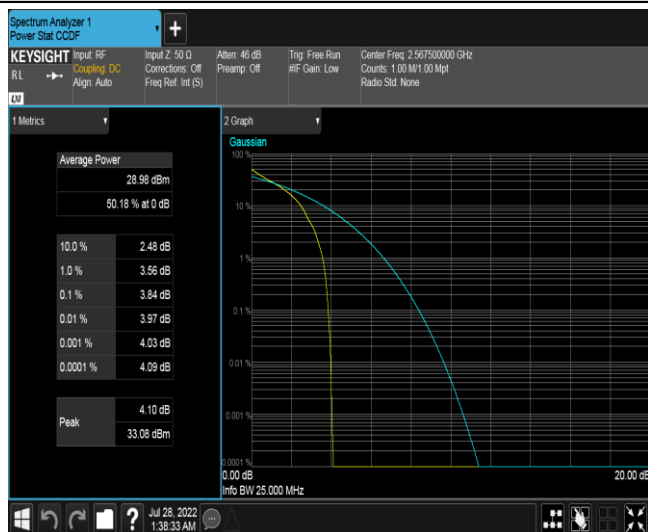 Spectrum Analyzer 1
Power Stat CCDF
+
KEYSIGHT
RL
LXI
Input: RF
Coupling: DC
Align: Auto
Input Z: 50 Ω
Corrections: Off
Freq Ref: Int (S)
Atten: 46 dB
Preamp: Off
Trig: Free Run
#IF Gain: Low
Center Freq: 2.567500000 GHz
Counts: 1.00 M/1.00 Mpt
Radio Std: None
1 Metrics
Average Power
28.98 dBm
50.18 % at 0 dB
10.0 % 2.48 dB
1.0 % 3.56 dB
0.1 % 3.84 dB
0.01 % 3.97 dB
0.001 % 4.03 dB
0.0001 % 4.09 dB
Peak 4.10 dB
33.08 dBm
2 Graph
Gaussian
100 %
10 %
1 %
0.1 %
0.01 %
0.001 %
0.0001 %
0.00 dB 20.00 dB
Info BW 25.000 MHz
?
Jul 28, 2022
1:38:33 AM